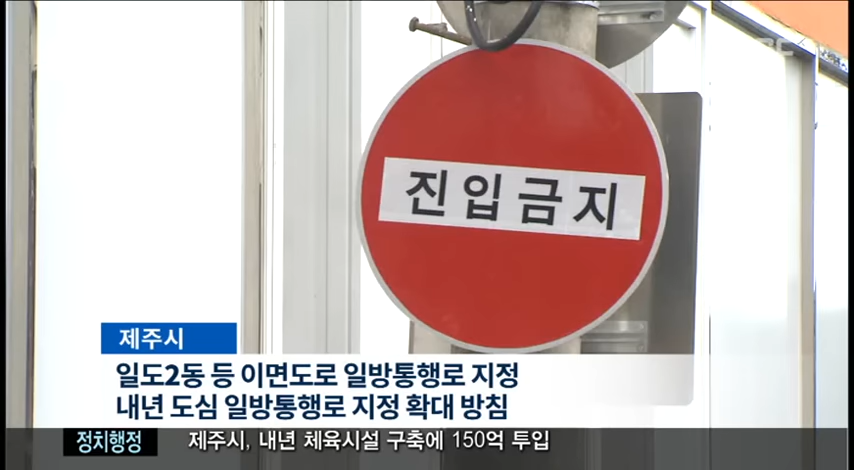 진입금지
제주시
일도2동 등 이면도로 일방통행로 지정
내년 도심 일방통행로 지정 확대 방침
정치행정 제주시, 내년 체육시설 구축에 150억 투입